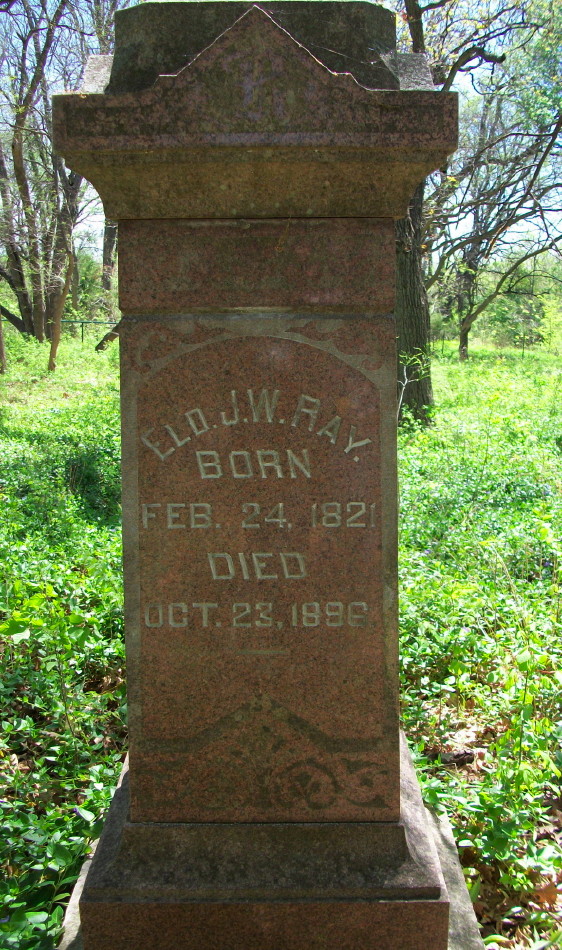 ELD. J. W. RAY.
BORN
FEB. 24, 1821
DIED
OCT. 23, 1896